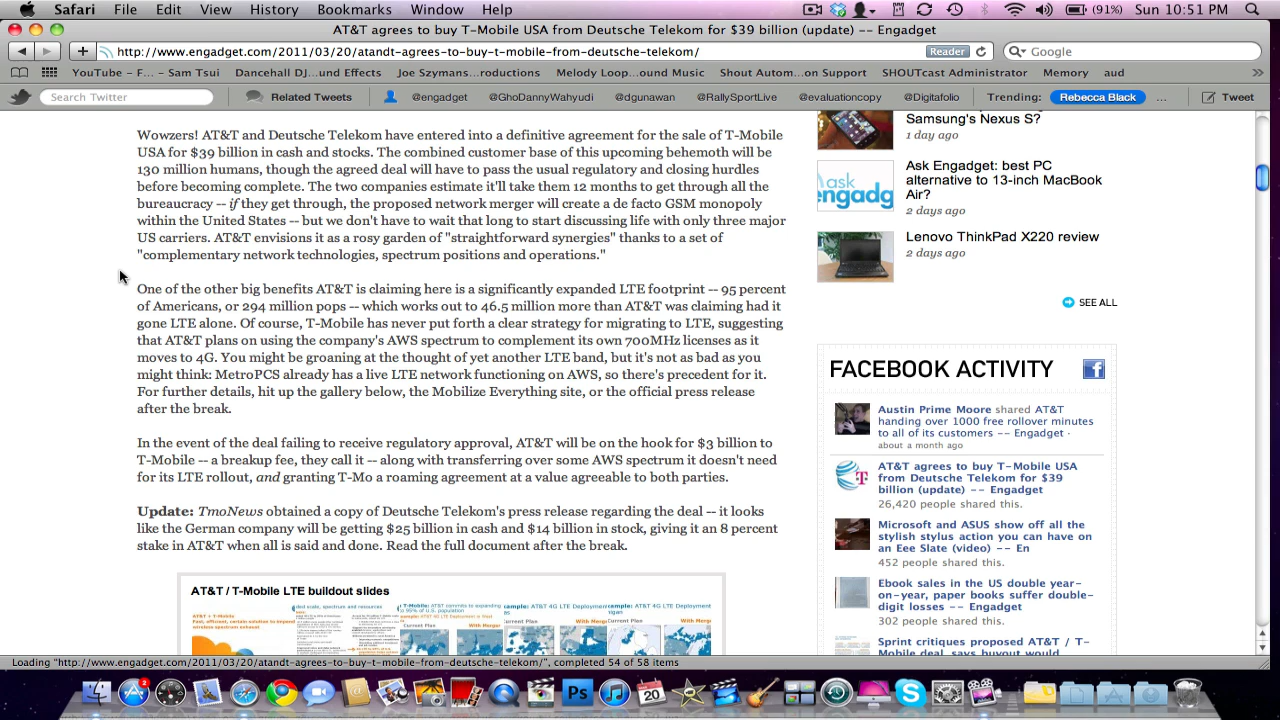 Safari File Edit View History Bookmarks Window Help (91%) Sun 10:51 PM
AT&T agrees to buy T-Mobile USA from Deutsche Telekom for $39 billion (update) -- Engadget
http://www.engadget.com/2011/03/20/atandt-agrees-to-buy-t-mobile-from-deutsche-telekom/ Reader Google
YouTube - F... - Sam Tsui Dancehall DJ,...und Effects Joe Szymans...roductions Melody Loop...ound Music Shout Autom...on Support SHOUTcast Administrator Memory aud
Search Twitter Related Tweets @engadget @GhoDannyWahyudi @dgunawan @RallySportLive @evaluationcopy @Digitafolio Trending: Rebecca Black ... Tweet
Wowzers! AT&T and Deutsche Telekom have entered into a definitive agreement for the sale of T-Mobile
USA for $39 billion in cash and stocks. The combined customer base of this upcoming behemoth will be
130 million humans, though the agreed deal will have to pass the usual regulatory and closing hurdles
before becoming complete. The two companies estimate it'll take them 12 months to get through all the
bureaucracy -- if they get through, the proposed network merger will create a de facto GSM monopoly
within the United States -- but we don't have to wait that long to start discussing life with only three major
US carriers. AT&T envisions it as a rosy garden of "straightforward synergies" thanks to a set of
"complementary network technologies, spectrum positions and operations."
One of the other big benefits AT&T is claiming here is a significantly expanded LTE footprint -- 95 percent
of Americans, or 294 million pops -- which works out to 46.5 million more than AT&T was claiming had it
gone LTE alone. Of course, T-Mobile has never put forth a clear strategy for migrating to LTE, suggesting
that AT&T plans on using the company's AWS spectrum to complement its own 700MHz licenses as it
moves to 4G. You might be groaning at the thought of yet another LTE band, but it's not as bad as you
might think: MetroPCS already has a live LTE network functioning on AWS, so there's precedent for it.
For further details, hit up the gallery below, the Mobilize Everything site, or the official press release
after the break.
In the event of the deal failing to receive regulatory approval, AT&T will be on the hook for $3 billion to
T-Mobile -- a breakup fee, they call it -- along with transferring over some AWS spectrum it doesn't need
for its LTE rollout, and granting T-Mo a roaming agreement at a value agreeable to both parties.
Update: TmoNews obtained a copy of Deutsche Telekom's press release regarding the deal -- it looks
like the German company will be getting $25 billion in cash and $14 billion in stock, giving it an 8 percent
stake in AT&T when all is said and done. Read the full document after the break.
AT&T / T-Mobile LTE buildout slides
Samsung's Nexus S?
1 day ago
ask
engadg
Ask Engadget: best PC
alternative to 13-inch MacBook
Air?
2 days ago
Lenovo ThinkPad X220 review
2 days ago
SEE ALL
FACEBOOK ACTIVITY
Austin Prime Moore shared AT&T
handing over 1000 free rollover minutes
to all of its customers -- Engadget ·
about a month ago
AT&T agrees to buy T-Mobile USA
from Deutsche Telekom for $39
billion (update) -- Engadget
26,420 people shared this.
Microsoft and ASUS show off all the
stylish stylus action you can have on
an Eee Slate (video) -- En
452 people shared this.
Ebook sales in the US double year-
on-year, paper books suffer double-
digit losses -- Engadget
302 people shared this.
Sprint critiques proposed AT&T / T-
Mobile deal, says buyout would
Loading "http://www.engadget.com/2011/03/20/atandt-agrees-to-buy-t-mobile-from-deutsche-telekom/", completed 54 of 58 items